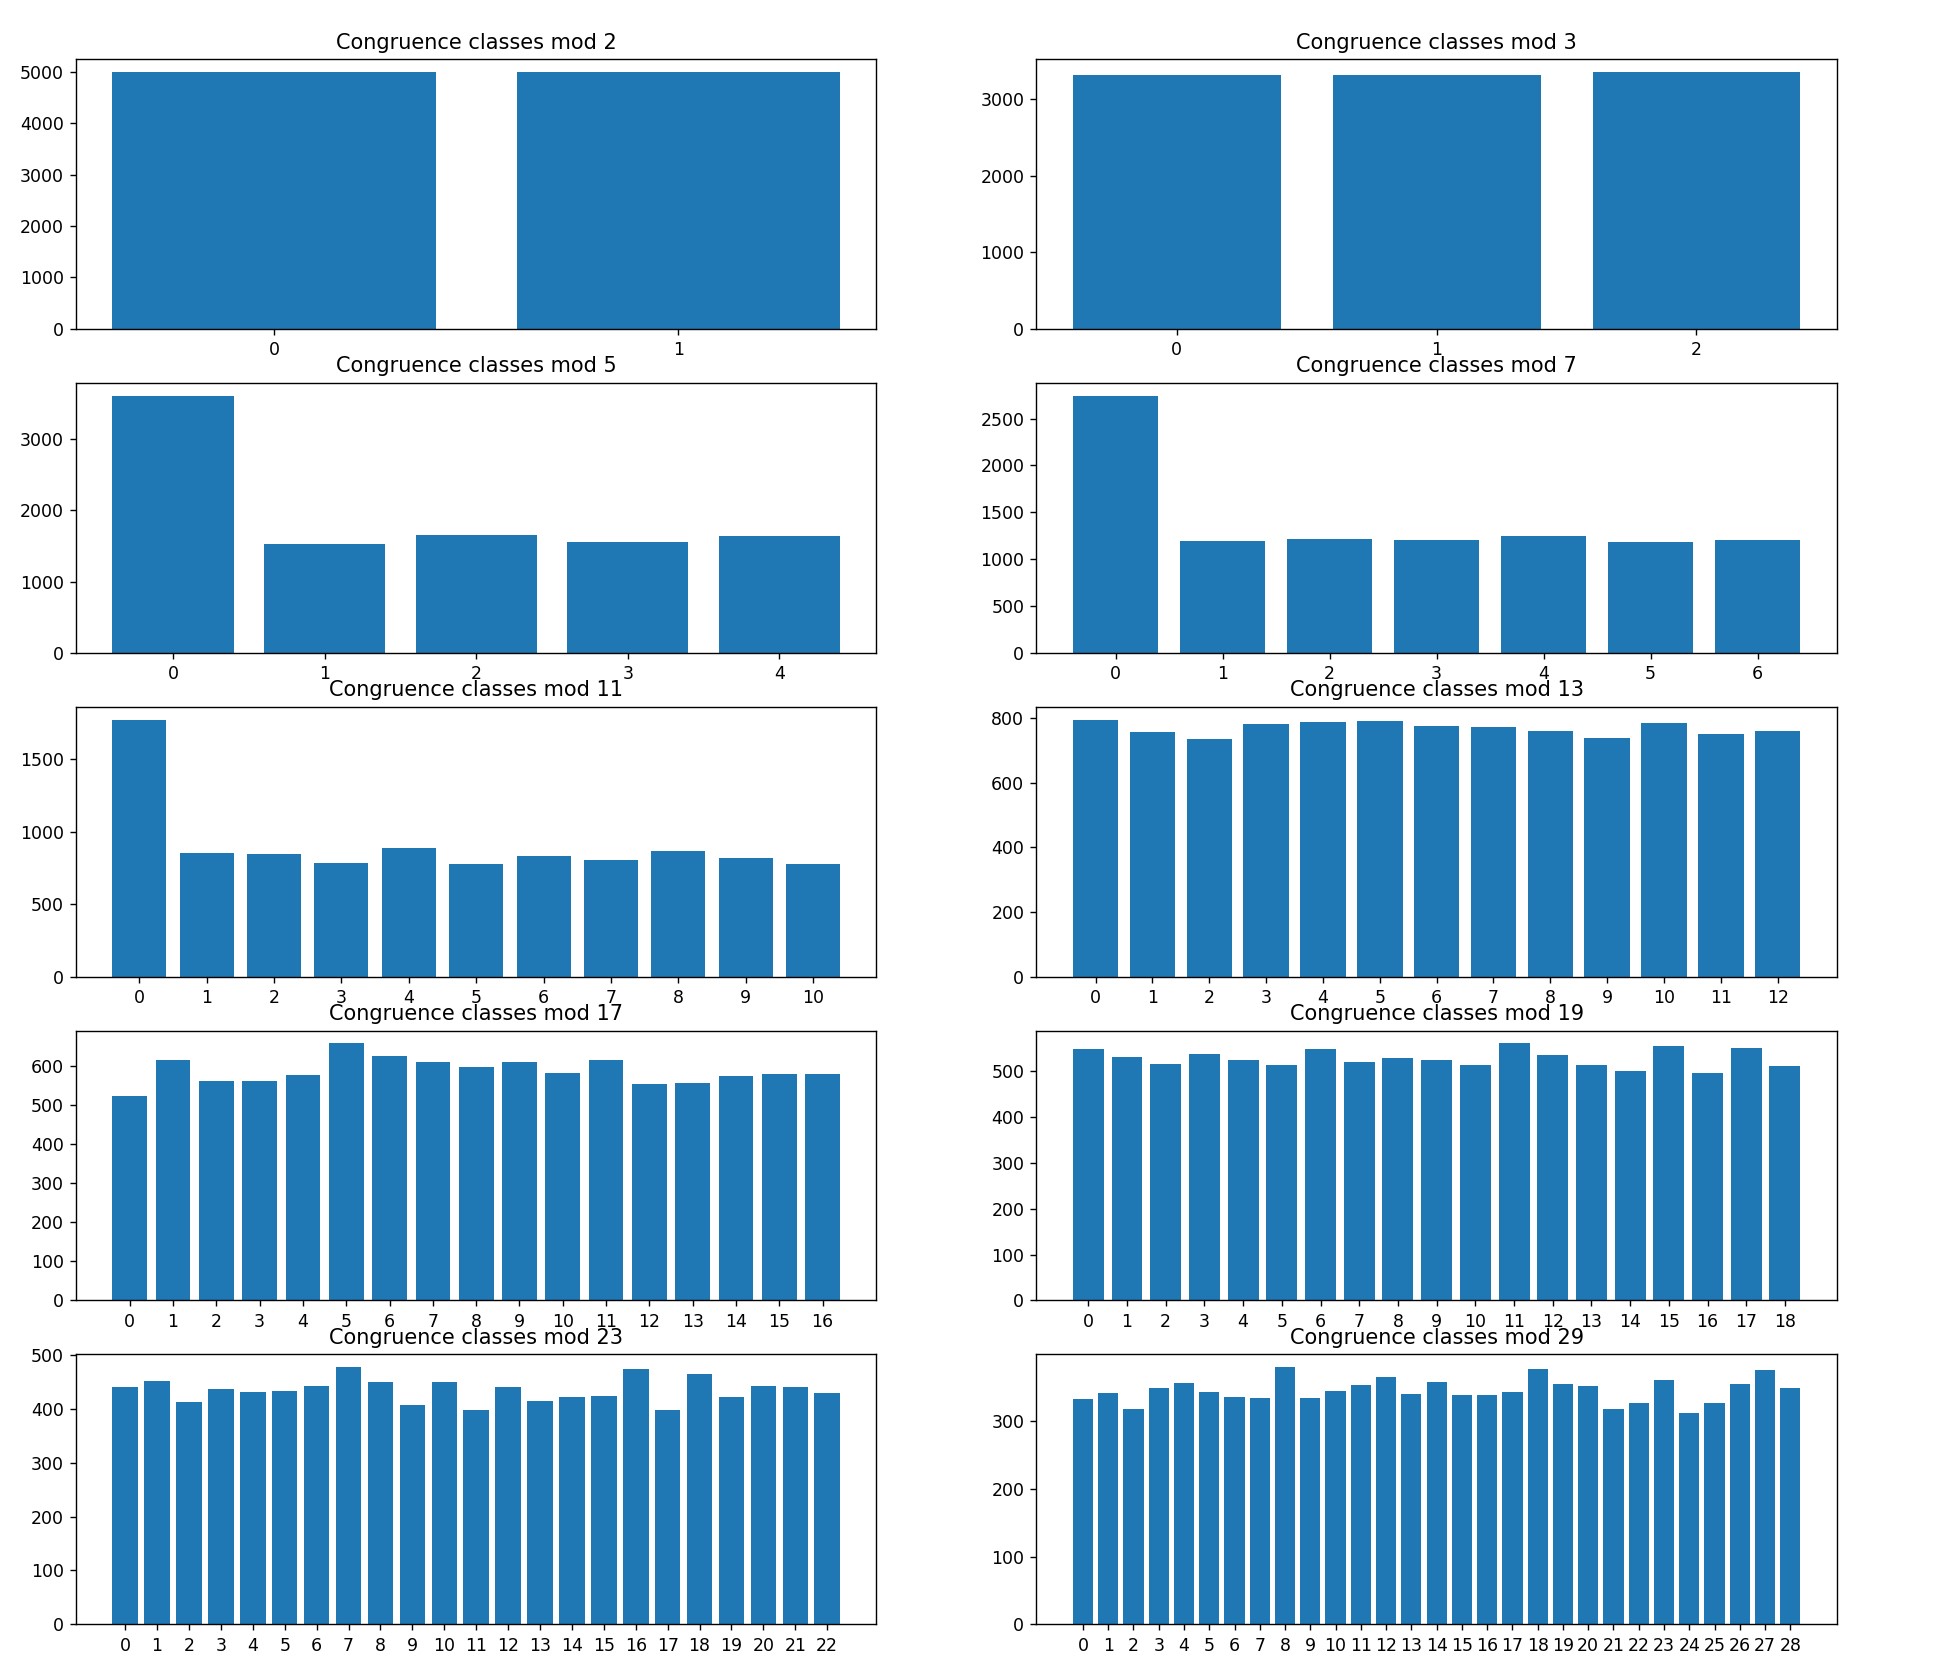 Congruence classes mod 2
5000
4000
3000
2000
1000
0
0 1
Congruence classes mod 3
3000
2000
1000
0
0 1 2
Congruence classes mod 5
3000
2000
1000
0
0 1 2 3 4
Congruence classes mod 7
2500
2000
1500
1000
500
0
0 1 2 3 4 5 6
Congruence classes mod 11
1500
1000
500
0
0 1 2 3 4 5 6 7 8 9 10
Congruence classes mod 13
800
600
400
200
0
0 1 2 3 4 5 6 7 8 9 10 11 12
Congruence classes mod 17
600
500
400
300
200
100
0
0 1 2 3 4 5 6 7 8 9 10 11 12 13 14 15 16
Congruence classes mod 19
500
400
300
200
100
0
0 1 2 3 4 5 6 7 8 9 10 11 12 13 14 15 16 17 18
Congruence classes mod 23
500
400
300
200
100
0
0 1 2 3 4 5 6 7 8 9 10 11 12 13 14 15 16 17 18 19 20 21 22
Congruence classes mod 29
300
200
100
0
0 1 2 3 4 5 6 7 8 9 10 11 12 13 14 15 16 17 18 19 20 21 22 23 24 25 26 27 28